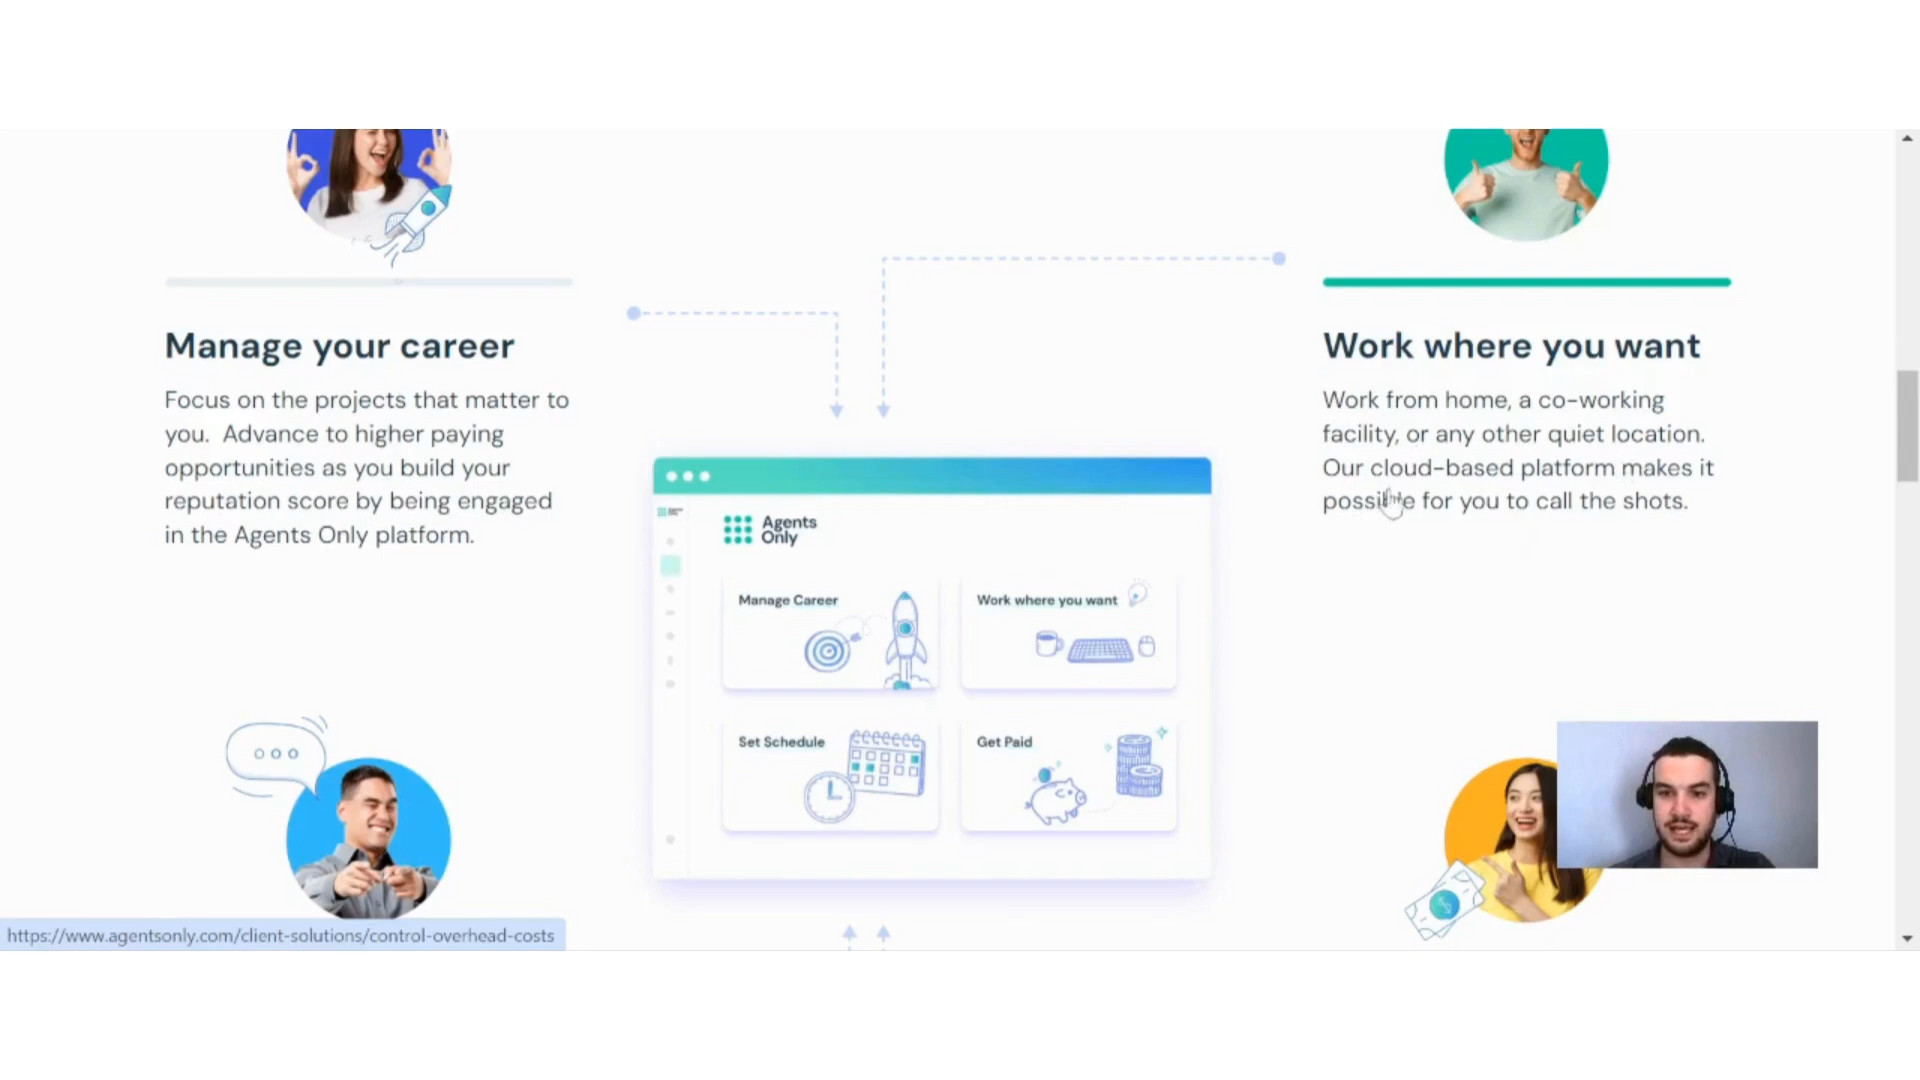 Manage your career
Focus on the projects that matter to
you.  Advance to higher paying
opportunities as you build your
reputation score by being engaged
in the Agents Only platform.
Work where you want
Work from home, a co-working
facility, or any other quiet location.
Our cloud-based platform makes it
possible for you to call the shots.
Agents
Only
Manage Career
Work where you want
Set Schedule
Get Paid
https://www.agentsonly.com/client-solutions/control-overhead-costs